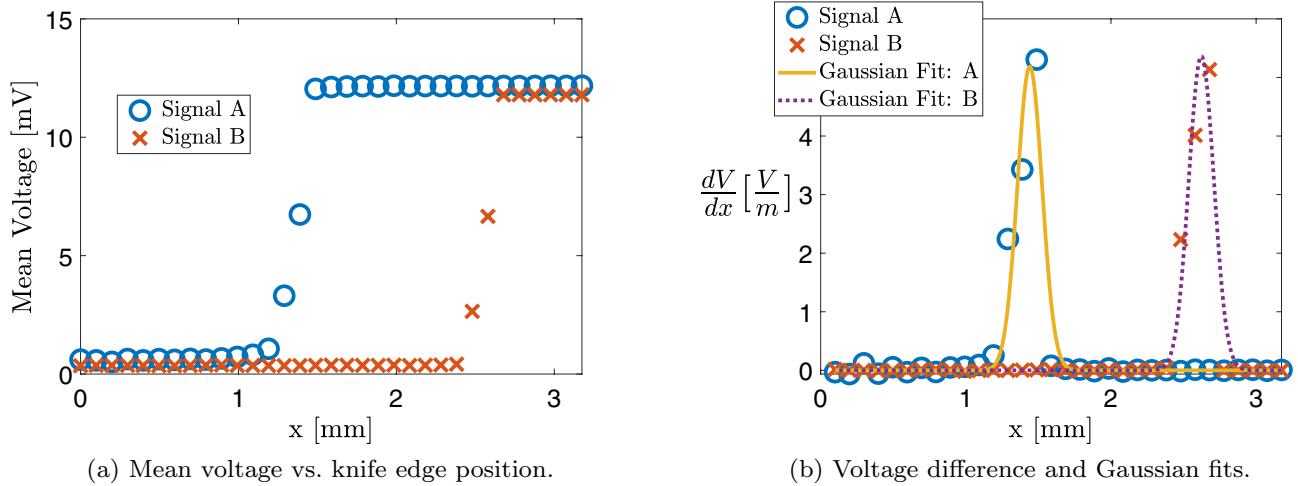 15
10
5
0
Mean Voltage [mV]
Signal A
Signal B
0 1 2 3
x [mm]
(a) Mean voltage vs. knife edge position.
Signal A
Signal B
Gaussian Fit: A
Gaussian Fit: B
4
3
2
1
0
dV/dx [V/m]
0 1 2 3
x [mm]
(b) Voltage difference and Gaussian fits.